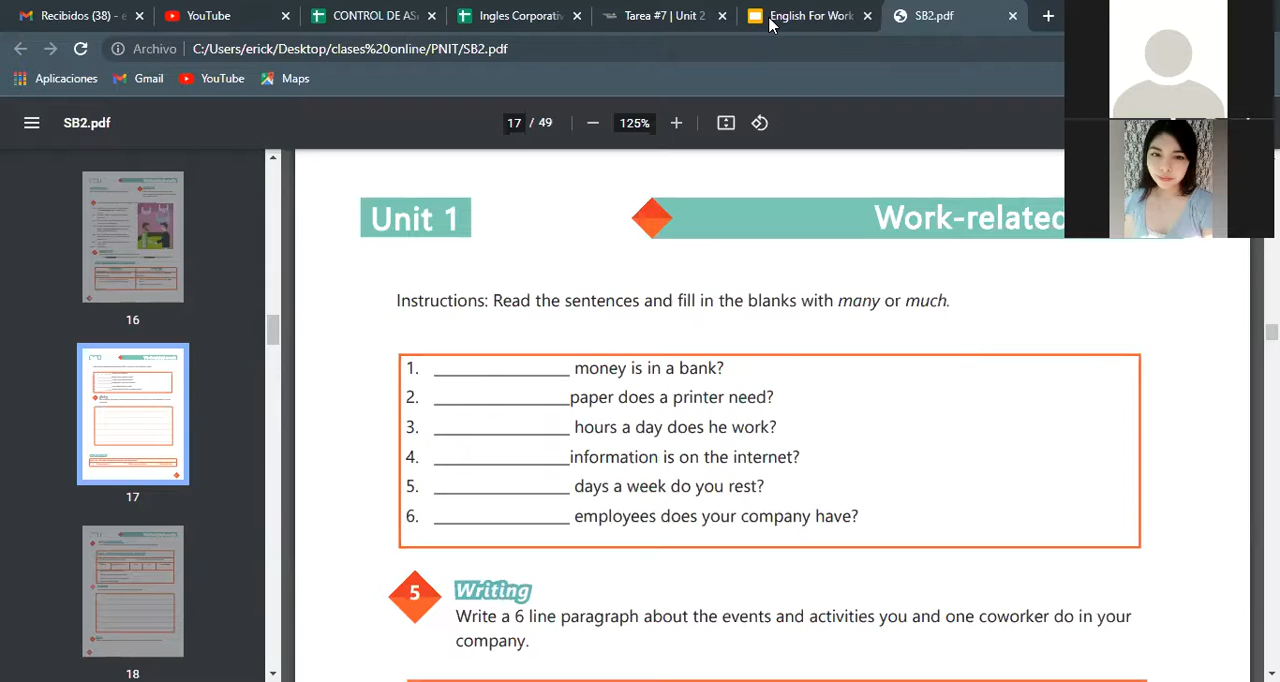 Recibidos (38) - e
YouTube
CONTROL DE AS
Ingles Corporativ
Tarea #7 | Unit 2
English For Work
SB2.pdf
Archivo
C:/Users/erick/Desktop/clases%20online/PNIT/SB2.pdf
Aplicaciones
Gmail
YouTube
Maps
SB2.pdf
17 / 49
125%
16
17
18
Unit 1
Work-related
Instructions: Read the sentences and fill in the blanks with many or much.
1. ________________ money is in a bank?
2. ________________paper does a printer need?
3. ________________ hours a day does he work?
4. ________________information is on the internet?
5. ________________ days a week do you rest?
6. ________________ employees does your company have?
5
Writing
Write a 6 line paragraph about the events and activities you and one coworker do in your
company.